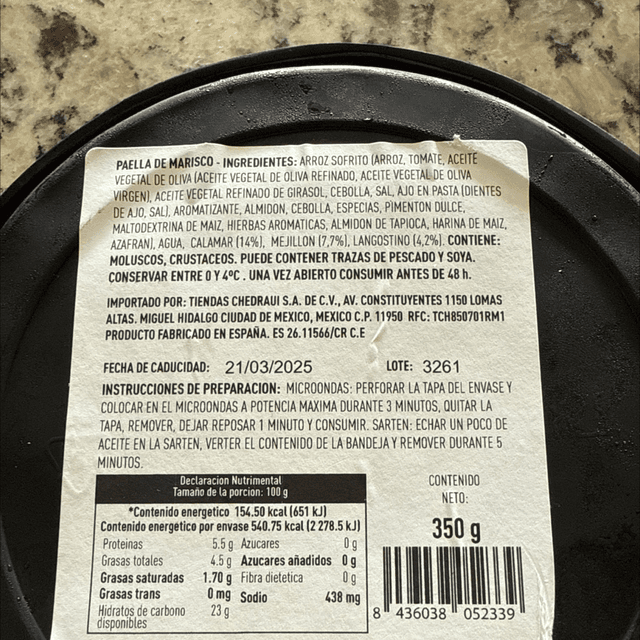 PAELLA DE MARISCO - INGREDIENTES: ARROZ SOFRITO (ARROZ, TOMATE, ACEITE
VEGETAL DE OLIVA (ACEITE VEGETAL DE OLIVA REFINADO, ACEITE VEGETAL DE OLIVA
VIRGEN), ACEITE VEGETAL REFINADO DE GIRASOL, CEBOLLA, SAL, AJO EN PASTA (DIENTES
DE AJO, SAL), AROMATIZANTE, ALMIDON, CEBOLLA, ESPECIAS, PIMENTON DULCE,
MALTODEXTRINA DE MAIZ, HIERBAS AROMATICAS, ALMIDON DE TAPIOCA, HARINA DE MAIZ,
AZAFRAN), AGUA, CALAMAR (14%), MEJILLON (7,7%), LANGOSTINO (4,2%). CONTIENE:
MOLUSCOS, CRUSTACEOS. PUEDE CONTENER TRAZAS DE PESCADO Y SOYA.
CONSERVAR ENTRE 0 Y 4ºC . UNA VEZ ABIERTO CONSUMIR ANTES DE 48 h.
IMPORTADO POR: TIENDAS CHEDRAUI S.A. DE C.V., AV. CONSTITUYENTES 1150 LOMAS
ALTAS. MIGUEL HIDALGO CIUDAD DE MEXICO, MEXICO C.P. 11950 RFC: TCH850701RM1
PRODUCTO FABRICADO EN ESPAÑA. ES 26.11566/CR C.E
FECHA DE CADUCIDAD: 21/03/2025 LOTE: 3261
INSTRUCCIONES DE PREPARACION: MICROONDAS: PERFORAR LA TAPA DEL ENVASE Y
COLOCAR EN EL MICROONDAS A POTENCIA MAXIMA DURANTE 3 MINUTOS, QUITAR LA
TAPA, REMOVER, DEJAR REPOSAR 1 MINUTO Y CONSUMIR. SARTEN: ECHAR UN POCO DE
ACEITE EN LA SARTEN, VERTER EL CONTENIDO DE LA BANDEJA Y REMOVER DURANTE 5
MINUTOS.
Declaracion Nutrimental
Tamaño de la porcion: 100 g
*Contenido energetico 154.50 kcal (651 kJ)
Contenido energetico por envase 540.75 kcal (2 278.5 kJ)
Proteinas 5.5 g Azucares 0 g
Grasas totales 4.5 g Azucares añadidos 0 g
Grasas saturadas 1.70 g Fibra dietetica 0 g
Grasas trans 0 mg Sodio 438 mg
Hidratos de carbono 23 g
disponibles
CONTENIDO
NETO:
350 g
8 436038 052339